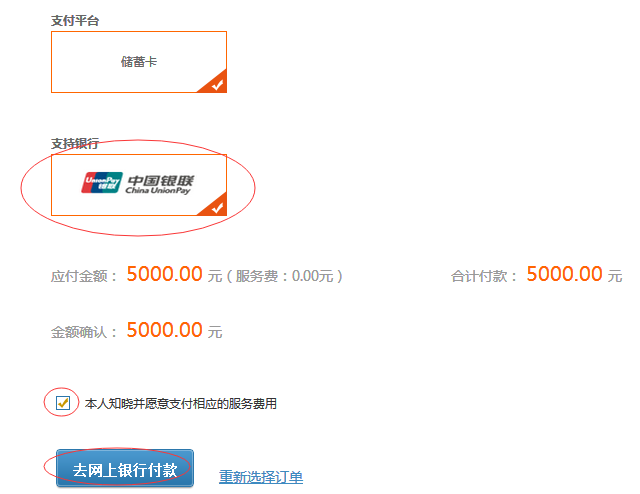 支付平台
储蓄卡
支持银行
UnionPay 银联 中国银联
China UnionPay
应付金额： 5000.00 元 ( 服务费：0.00元 ) 合计付款： 5000.00 元
金额确认： 5000.00 元
本人知晓并愿意支付相应的服务费用
去网上银行付款 重新选择订单